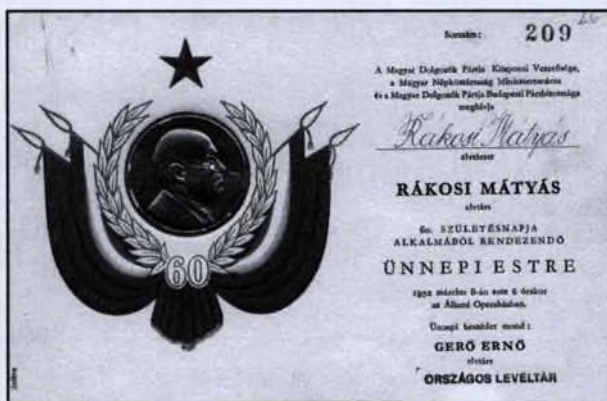 60
Sorszám: 209
A Magyar Dolgozók Pártja Központi Vezetősége,
a Magyar Népköztársaság Minisztertanácsa
és a Magyar Dolgozók Pártja Budapesti Pártbizottsága
meghívja
Rákosi Mátyás
elvtársat
RÁKOSI MÁTYÁS
elvtárs
60. SZÜLETÉSNAPJA
ALKALMÁBÓL RENDEZENDŐ
ÜNNEPI ESTRE
1952 március 8-án este 6 órakor
az Állami Operaházban.
Ünnepi beszédet mond:
GERŐ ERNŐ
elvtárs
ORSZÁGOS LEVÉLTÁR